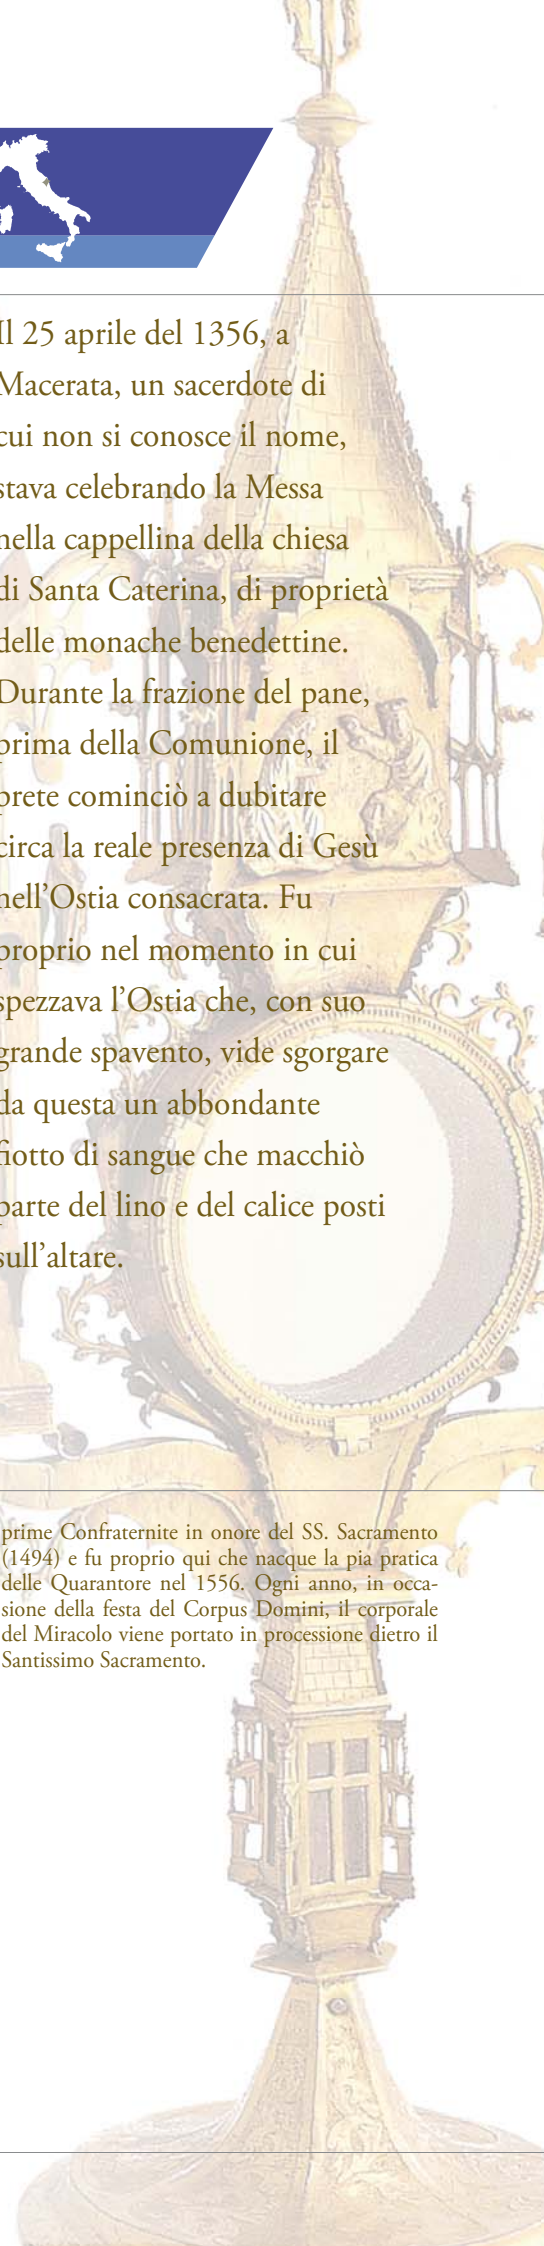 Il 25 aprile del 1356, a
Macerata, un sacerdote di
cui non si conosce il nome,
stava celebrando la Messa
nella cappellina della chiesa
di Santa Caterina, di proprietà
delle monache benedettine.
Durante la frazione del pane,
prima della Comunione, il
prete cominciò a dubitare
circa la reale presenza di Gesù
nell’Ostia consacrata. Fu
proprio nel momento in cui
spezzava l’Ostia che, con suo
grande spavento, vide sgorgare
da questa un abbondante
fiotto di sangue che macchiò
parte del lino e del calice posti
sull’altare.
prime Confraternite in onore del SS. Sacramento
(1494) e fu proprio qui che nacque la pia pratica
delle Quarantore nel 1556. Ogni anno, in occa-
sione della festa del Corpus Domini, il corporale
del Miracolo viene portato in processione dietro il
Santissimo Sacramento.